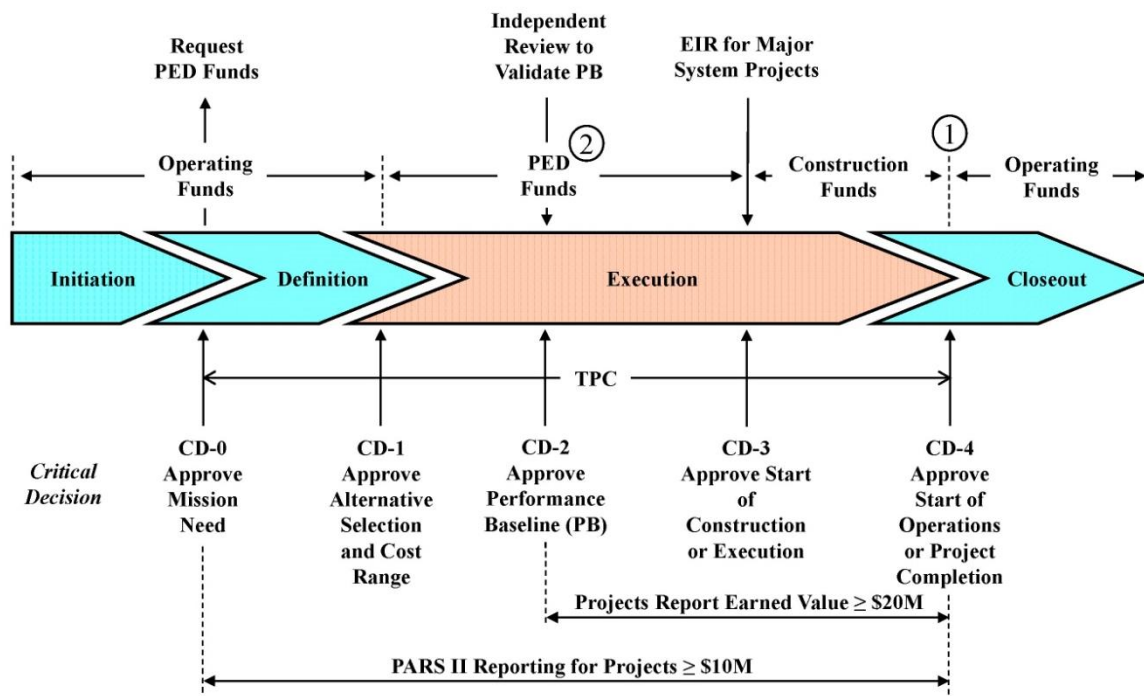 Request
PED Funds
Independent
Review to
Validate PB
EIR for Major
System Projects
Operating
Funds
PED
Funds
②
Construction
Funds
①
Operating
Funds
Initiation
Definition
Execution
Closeout
TPC
Critical
Decision
CD-0
Approve
Mission
Need
CD-1
Approve
Alternative
Selection
and Cost
Range
CD-2
Approve
Performance
Baseline (PB)
CD-3
Approve Start
of
Construction
or Execution
CD-4
Approve
Start of
Operations
or Project
Completion
Projects Report Earned Value ≥ $20M
PARS II Reporting for Projects ≥ $10M